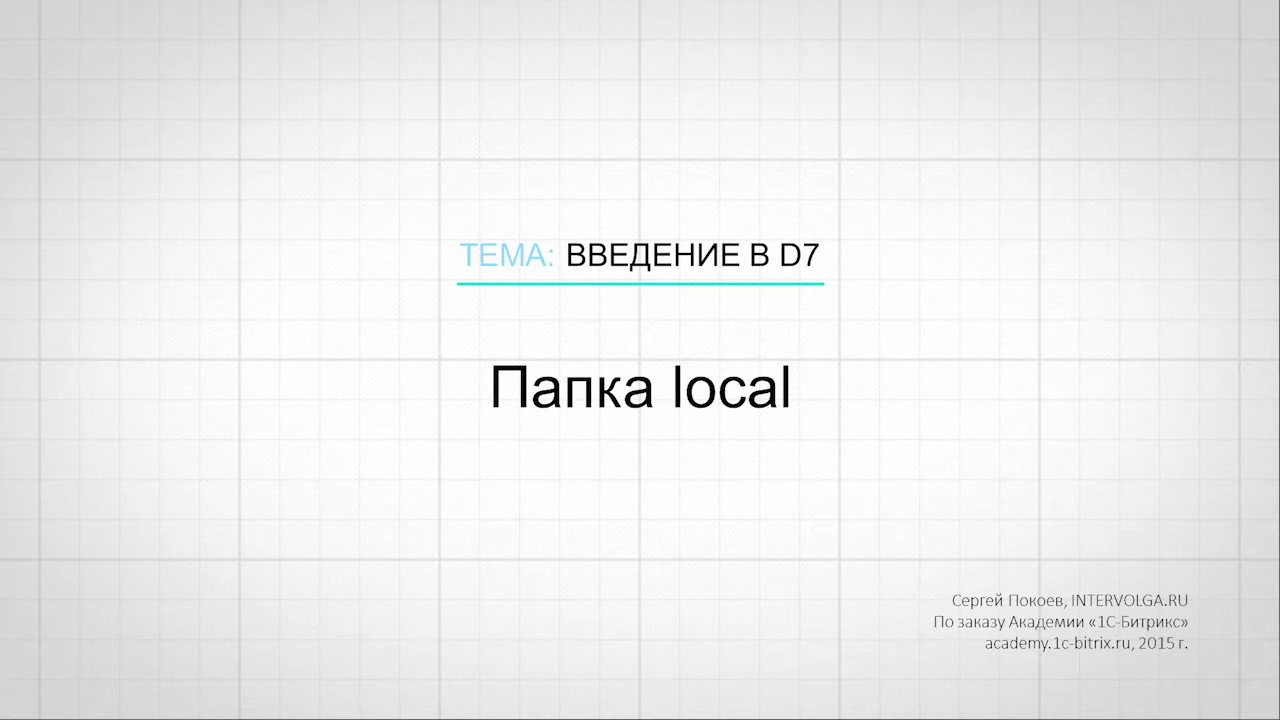 ТЕМА: ВВЕДЕНИЕ В D7
Папка local
Сергей Покоев, INTERVOLGA.RU
По заказу Академии «1С-Битрикс»
academy.1c-bitrix.ru, 2015 г.